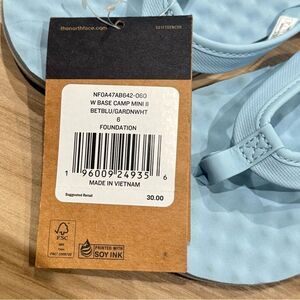 thenorthface.com
NF0A47AB642-060
W BASE CAMP MINI II
BETBLU/GARDNWHT
6
FOUNDATION
1 96009 24935 6
MADE IN VIETNAM
Suggested Retail
30.00
FSC
PRINTED WITH
SOY INK